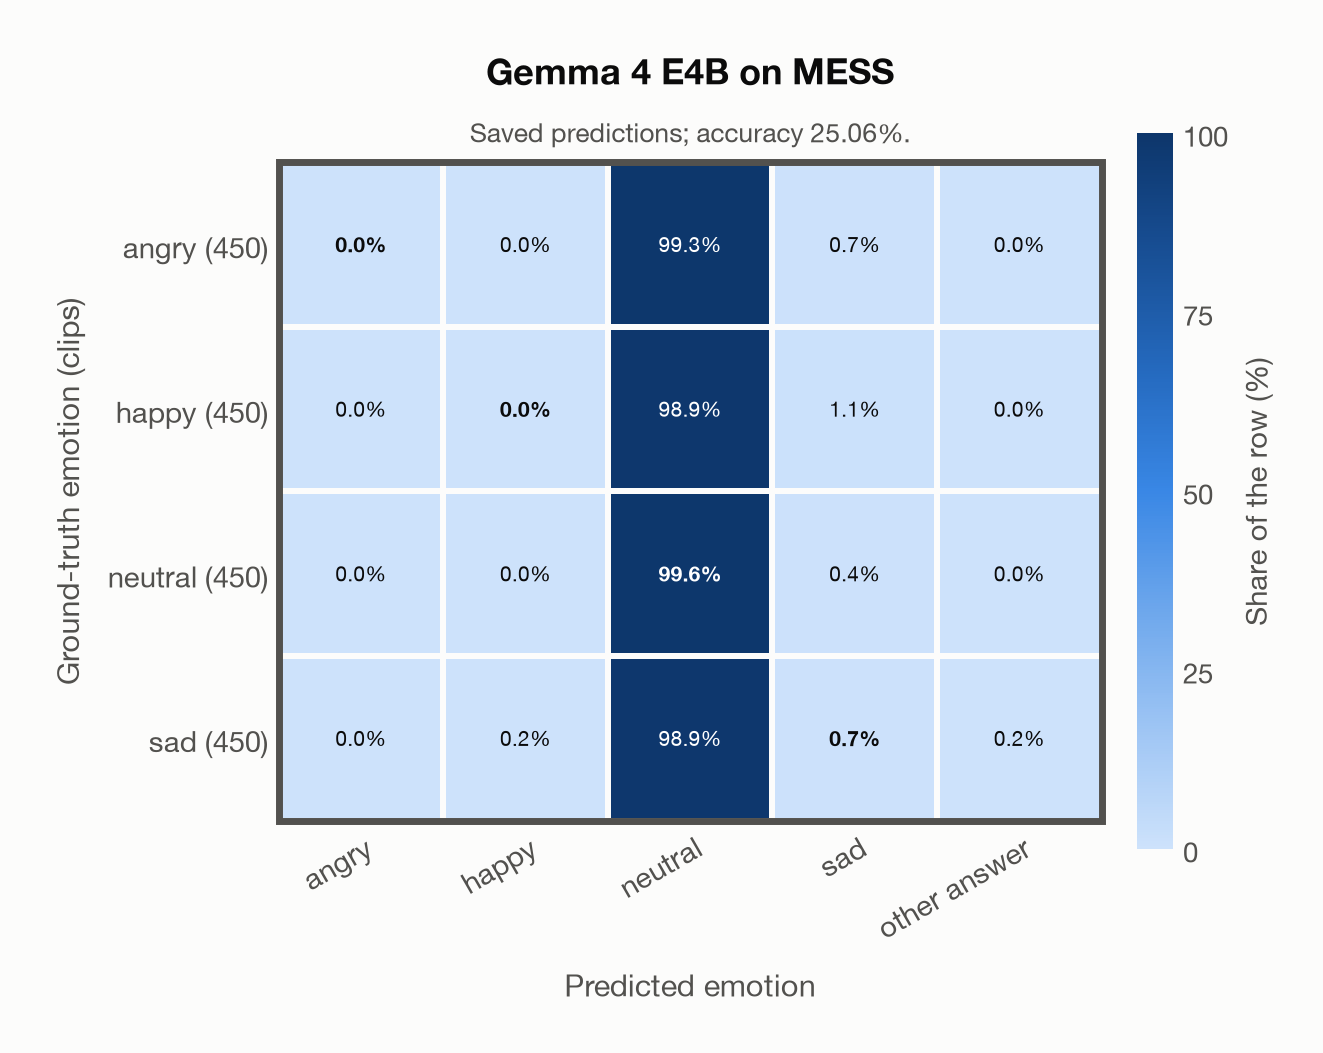 Gemma 4 E4B on MESS
Saved predictions; accuracy 25.06%.
Ground-truth emotion (clips)
angry (450) 0.0% 0.0% 99.3% 0.7% 0.0%
happy (450) 0.0% 0.0% 98.9% 1.1% 0.0%
neutral (450) 0.0% 0.0% 99.6% 0.4% 0.0%
sad (450) 0.0% 0.2% 98.9% 0.7% 0.2%
angry happy neutral sad other answer
Predicted emotion
100
75
50
25
0
Share of the row (%)